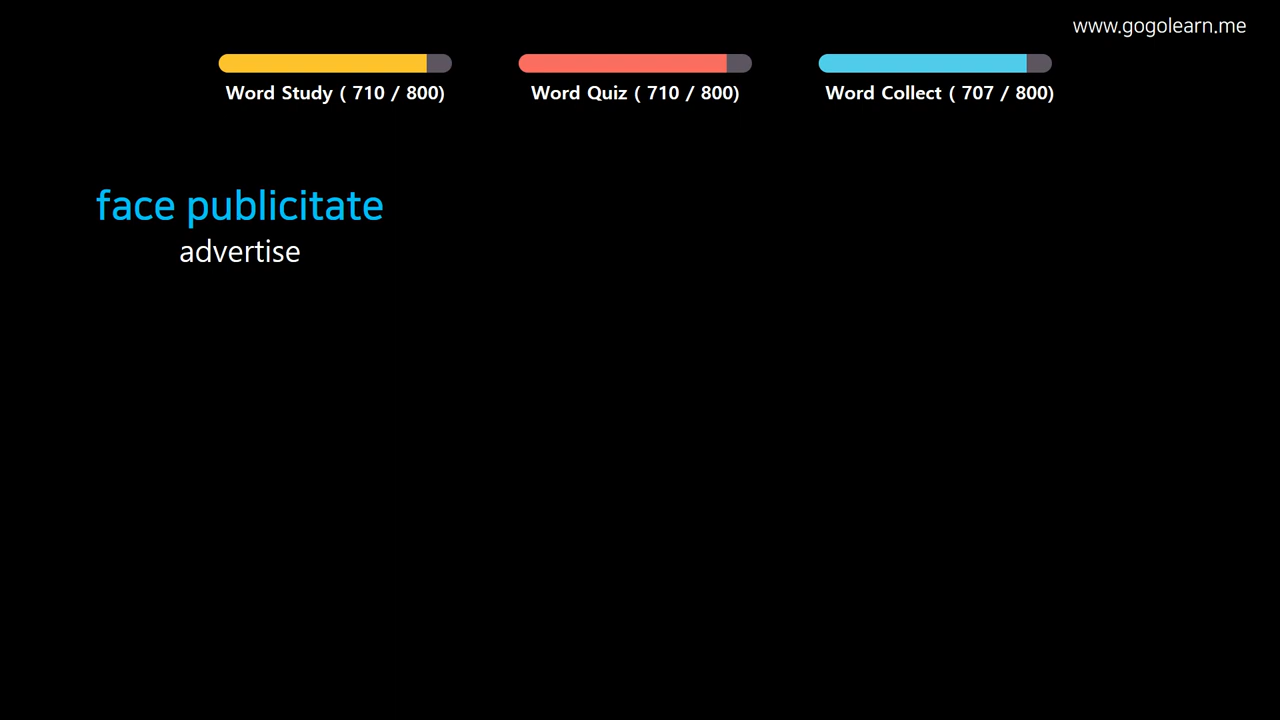 www.gogolearn.me
Word Study ( 710 / 800)
Word Quiz ( 710 / 800)
Word Collect ( 707 / 800)
face publicitate
advertise